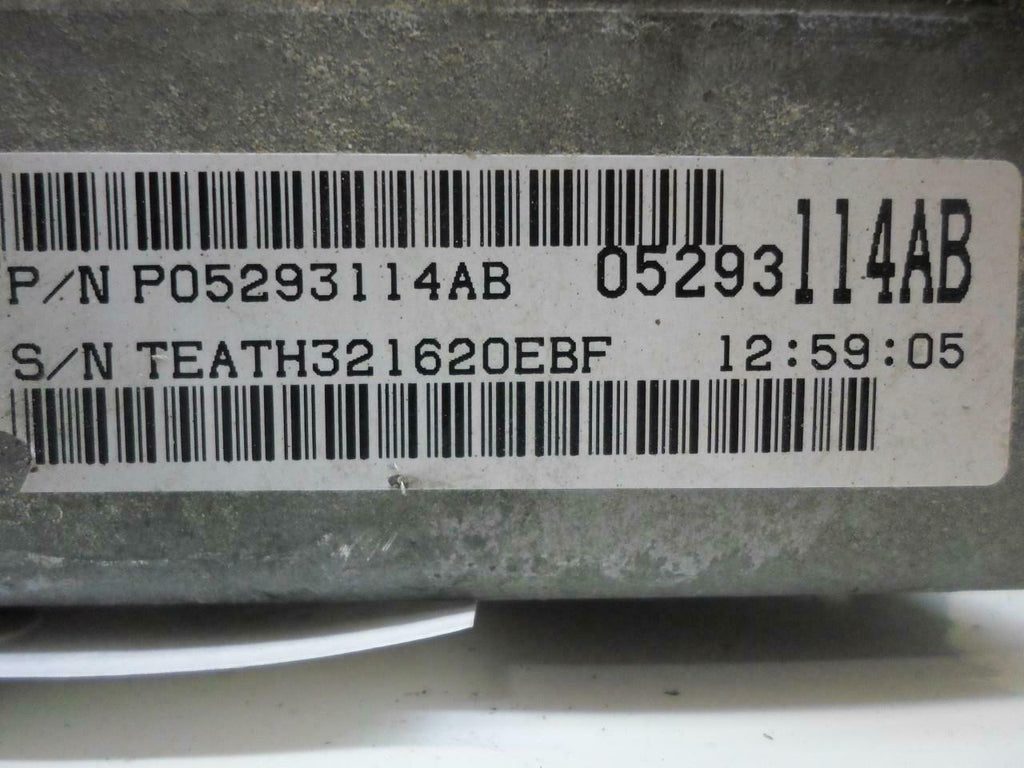 P/N P05293114AB 05293114AB
S/N TEATH321620EBF 12:59:05